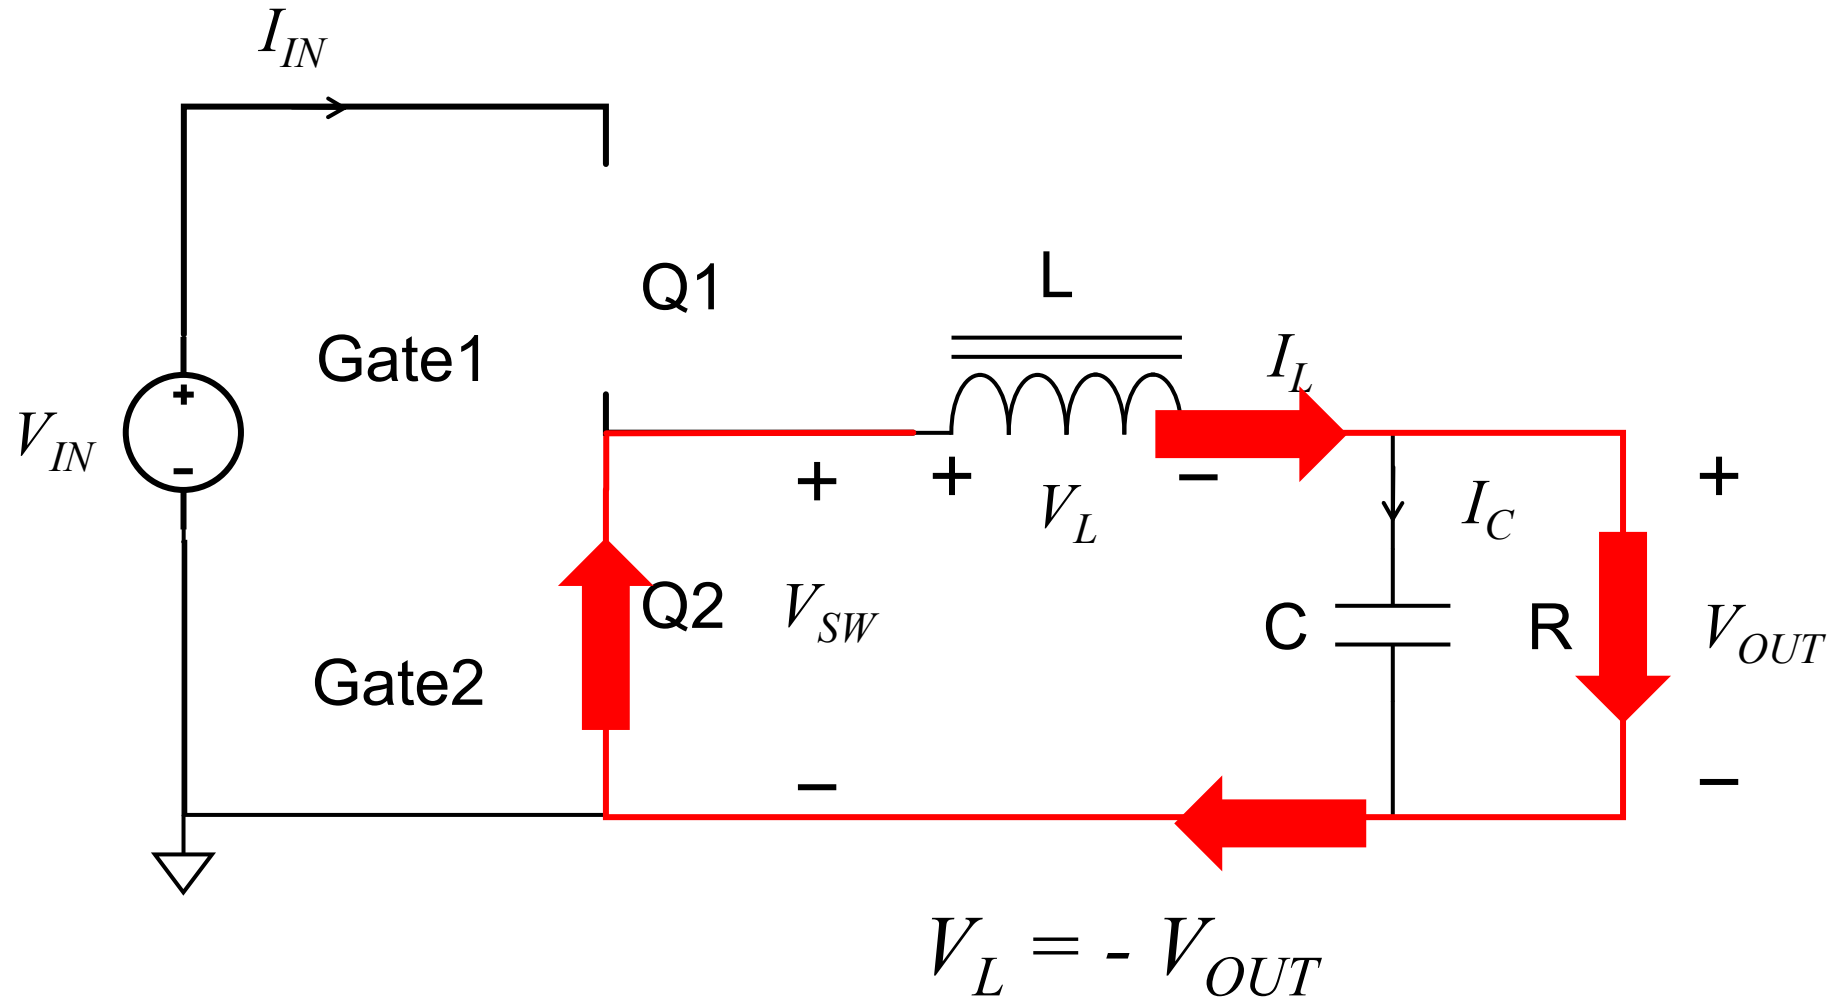 I_IN
Q1
L
Gate1
I_L
V_IN
+
-
+
+
V_L
-
I_C
+
Q2
V_SW
C
R
V_OUT
Gate2
-
-
V_L = - V_OUT